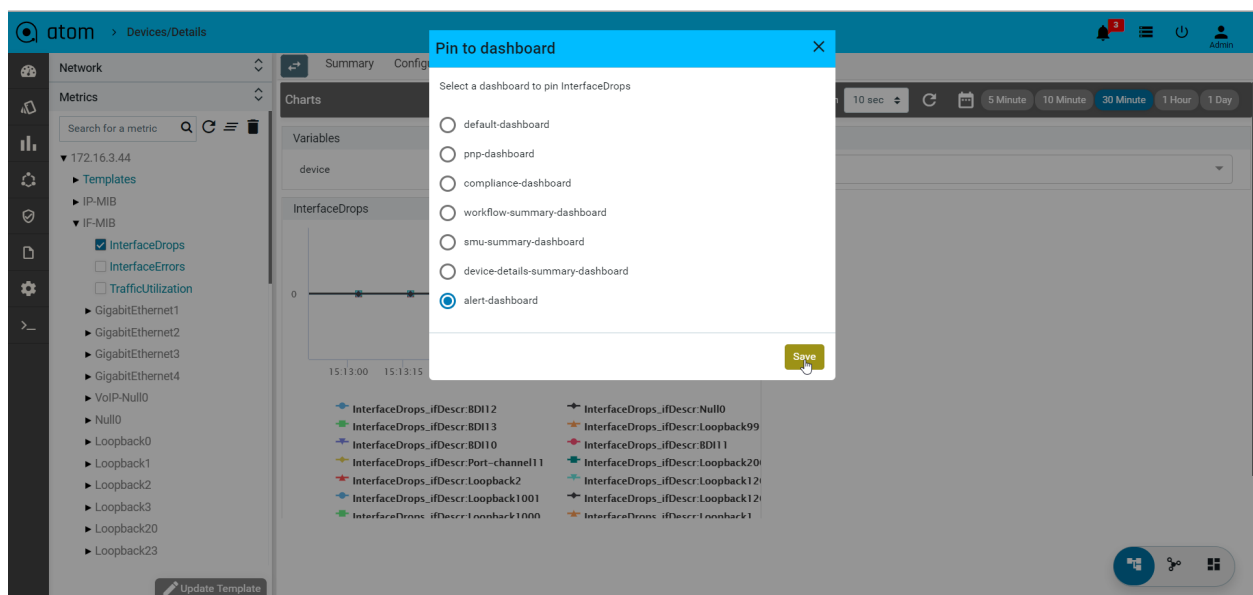 atom > Devices/Details
3
Admin
Network
Metrics
Search for a metric
▼ 172.16.3.44
► Templates
► IP-MIB
▼ IF-MIB
InterfaceDrops
InterfaceErrors
TrafficUtilization
► GigabitEthernet1
► GigabitEthernet2
► GigabitEthernet3
► GigabitEthernet4
► VoIP-Null0
► Null0
► Loopback0
► Loopback1
► Loopback2
► Loopback3
► Loopback20
► Loopback23
Update Template
Summary
Charts
10 sec
5 Minute 10 Minute 30 Minute 1 Hour 1 Day
Variables
device
InterfaceDrops
0
15:13:00 15:13:15
InterfaceDrops_ifDescr:BDI12 InterfaceDrops_ifDescr:Null0
InterfaceDrops_ifDescr:BDI13 InterfaceDrops_ifDescr:Loopback99
InterfaceDrops_ifDescr:BDI10 InterfaceDrops_ifDescr:BDI11
InterfaceDrops_ifDescr:Port-channel11
InterfaceDrops_ifDescr:Loopback2
InterfaceDrops_ifDescr:Loopback1001
InterfaceDrops_ifDescr:Loopback1000 InterfaceDrops_ifDescr:Loopback1
Pin to dashboard
Select a dashboard to pin InterfaceDrops
default-dashboard
pnp-dashboard
compliance-dashboard
workflow-summary-dashboard
smu-summary-dashboard
device-details-summary-dashboard
alert-dashboard
Save